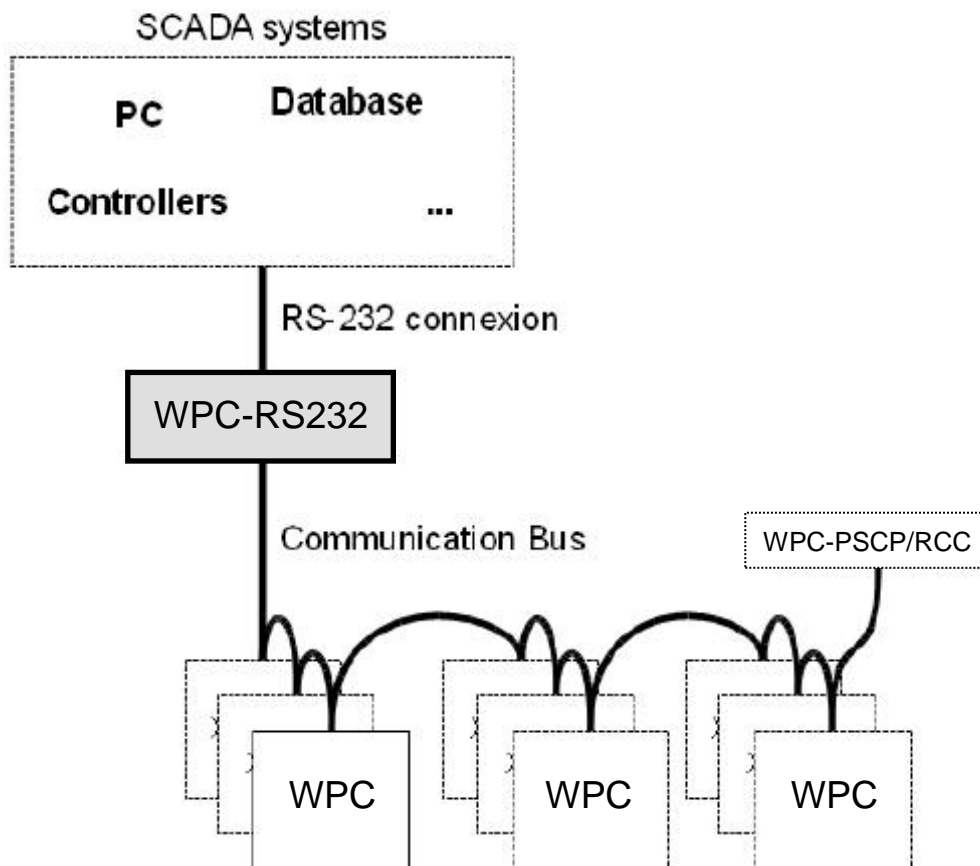 SCADA systems
PC
Database
Controllers
...
RS-232 connexion
WPC-RS232
Communication Bus
WPC-PSCP/RCC
WPC
WPC
WPC